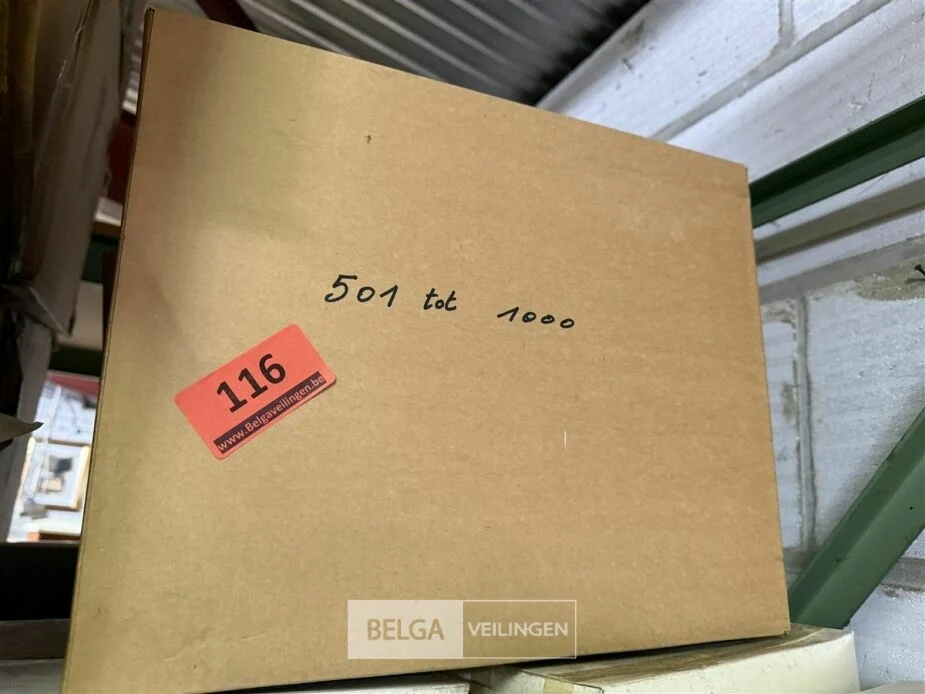 501 tot 1000
116
www.Belgaveilingen.be
BELGA VEILINGEN